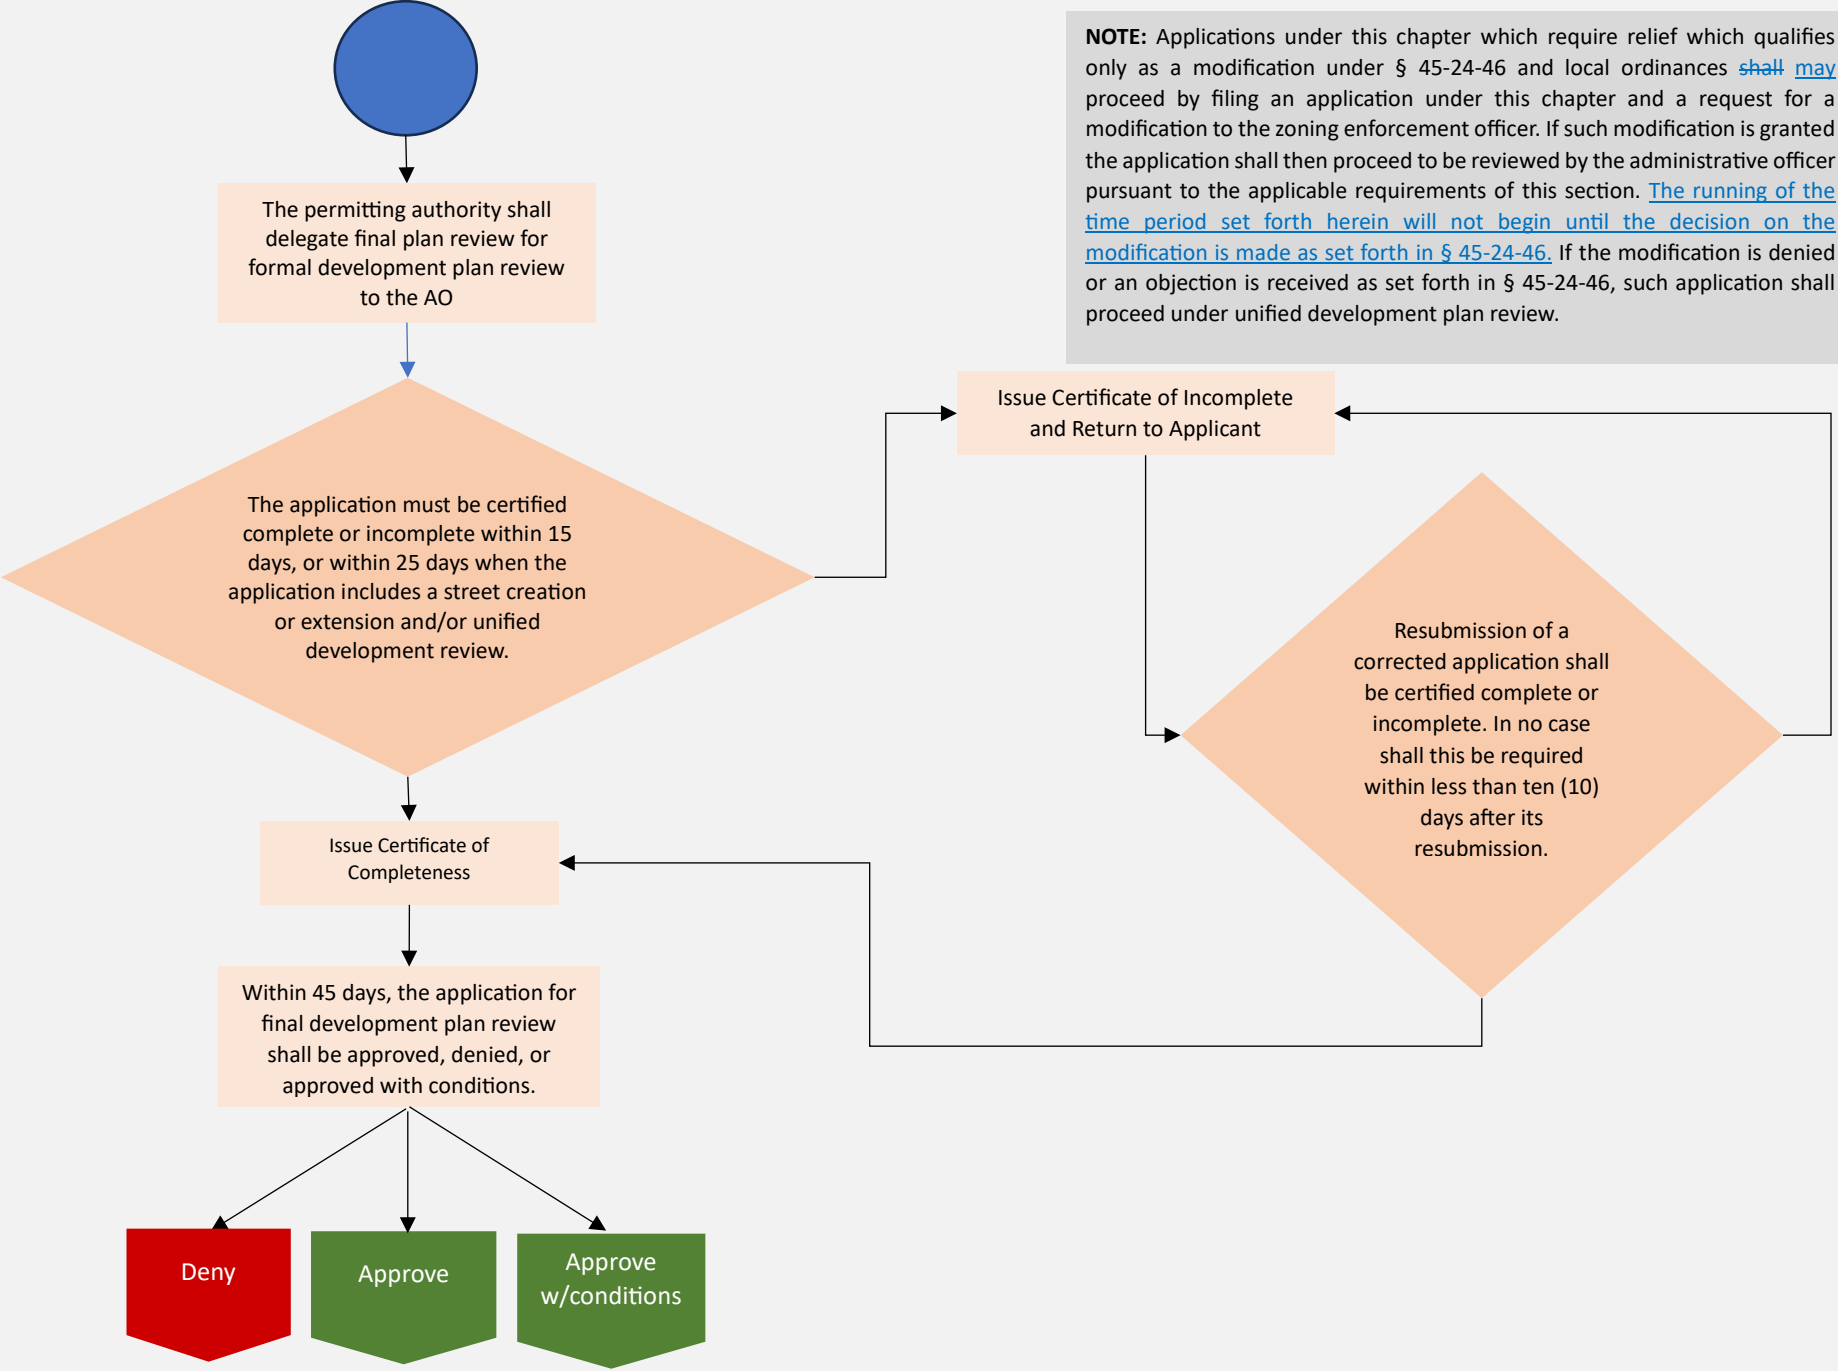 NOTE: Applications under this chapter which require relief which qualifies
only as a modification under § 45-24-46 and local ordinances shall may
proceed by filing an application under this chapter and a request for a
modification to the zoning enforcement officer. If such modification is granted
the application shall then proceed to be reviewed by the administrative officer
pursuant to the applicable requirements of this section. The running of the
time period set forth herein will not begin until the decision on the
modification is made as set forth in § 45-24-46. If the modification is denied
or an objection is received as set forth in § 45-24-46, such application shall
proceed under unified development plan review.
The permitting authority shall
delegate final plan review for
formal development plan review
to the AO
The application must be certified
complete or incomplete within 15
days, or within 25 days when the
application includes a street creation
or extension and/or unified
development review.
Issue Certificate of Incomplete
and Return to Applicant
Resubmission of a
corrected application shall
be certified complete or
incomplete. In no case
shall this be required
within less than ten (10)
days after its
resubmission.
Issue Certificate of
Completeness
Within 45 days, the application for
final development plan review
shall be approved, denied, or
approved with conditions.
Deny
Approve
Approve
w/conditions